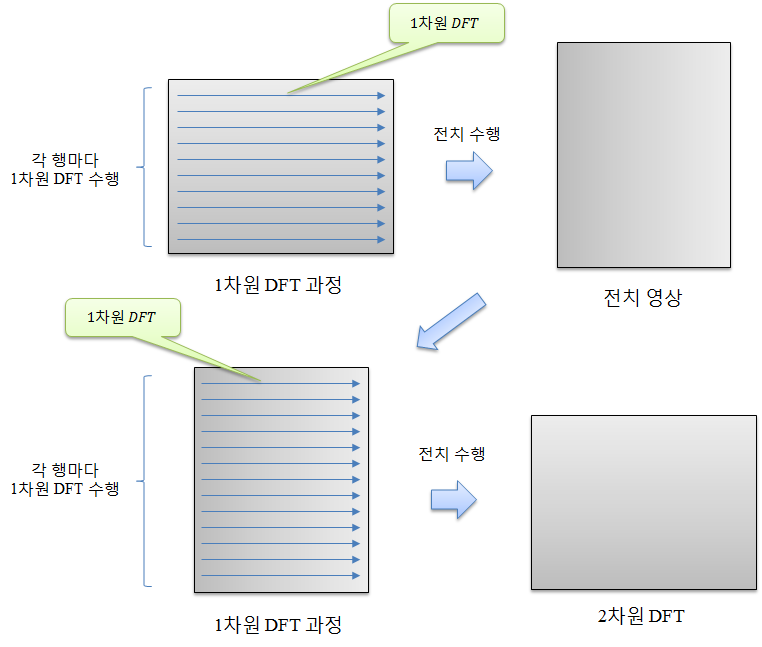 1차원 DFT
각 행마다
1차원 DFT 수행
전치 수행
1차원 DFT 과정
전치 영상
1차원 DFT
각 행마다
1차원 DFT 수행
전치 수행
1차원 DFT 과정
2차원 DFT